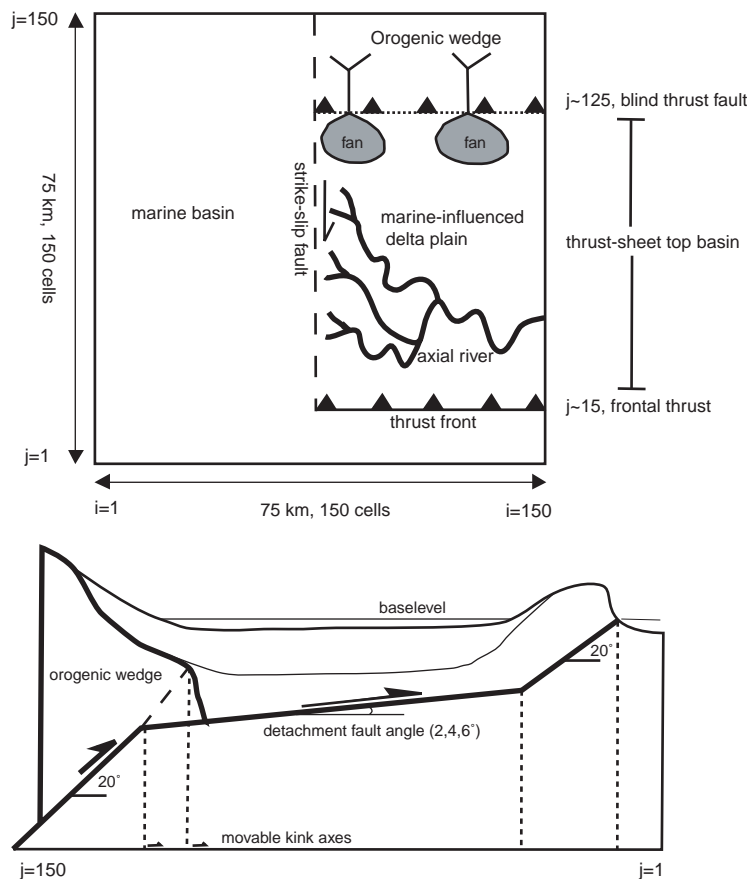 j=150
Orogenic wedge
j~125, blind thrust fault
fan
fan
75 km, 150 cells
marine basin
strike-slip fault
marine-influenced
delta plain
thrust-sheet top basin
axial river
j~15, frontal thrust
thrust front
j=1
i=1
75 km, 150 cells
i=150
baselevel
orogenic wedge
20°
detachment fault angle (2,4,6°)
20°
movable kink axes
j=150
j=1